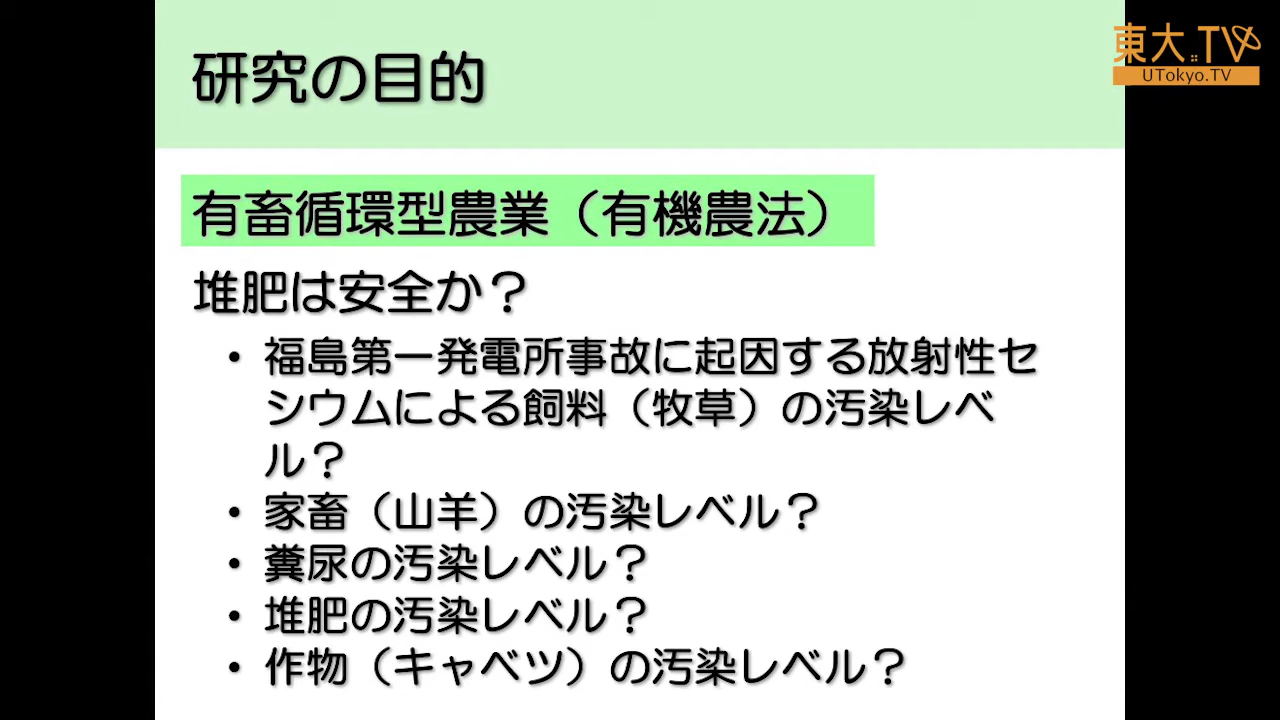 研究の目的
東大.TV
UTokyo.TV
有畜循環型農業（有機農法）
堆肥は安全か？
• 福島第一発電所事故に起因する放射性セ
シウムによる飼料（牧草）の汚染レベ
ル？
• 家畜（山羊）の汚染レベル？
• 糞尿の汚染レベル？
• 堆肥の汚染レベル？
• 作物（キャベツ）の汚染レベル？